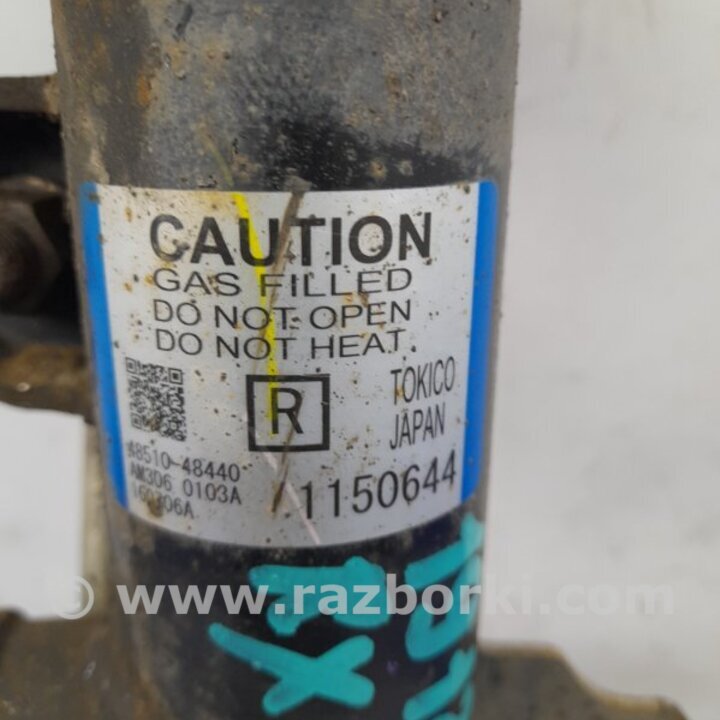 CAUTION
GAS FILLED
DO NOT OPEN
DO NOT HEAT
R
TOKICO
JAPAN
48510-48440
AM306 0103A
160306A
1150644
© www.razborki.com